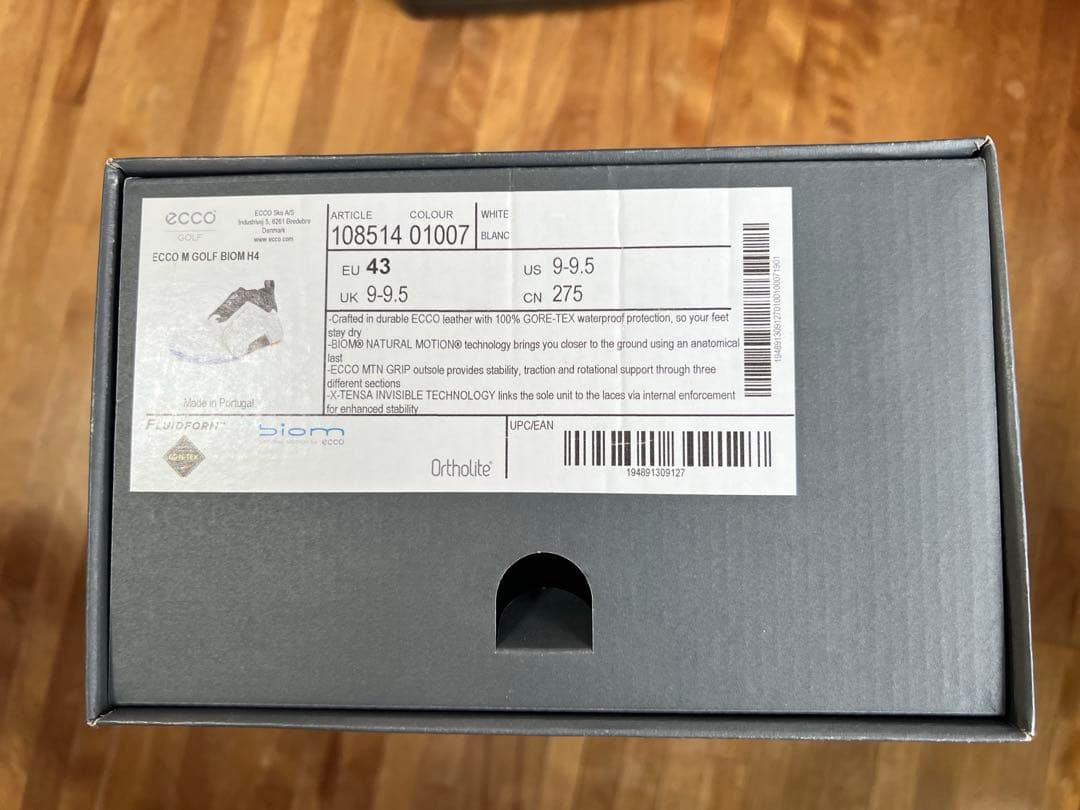 ecco
GOLF
ECCO Sko A/S
Industrivej 5, 6261 Bredebro
Denmark
www.ecco.com
ECCO M GOLF BIOM H4
Made in Portugal
ARTICLE COLOUR
108514 01007
WHITE
BLANC
EU 43
US 9-9.5
UK 9-9.5
CN 275
-Crafted in durable ECCO leather with 100% GORE-TEX waterproof protection, so your feet
stay dry
-BIOM® NATURAL MOTION® technology brings you closer to the ground using an anatomical
last
-ECCO MTN GRIP outsole provides stability, traction and rotational support through three
different sections
-X-TENSA INVISIBLE TECHNOLOGY links the sole unit to the laces via internal enforcement
for enhanced stability
FLUIDFORM™
GORE-TEX
biom
by ecco
Ortholite®
UPC/EAN
194891309127